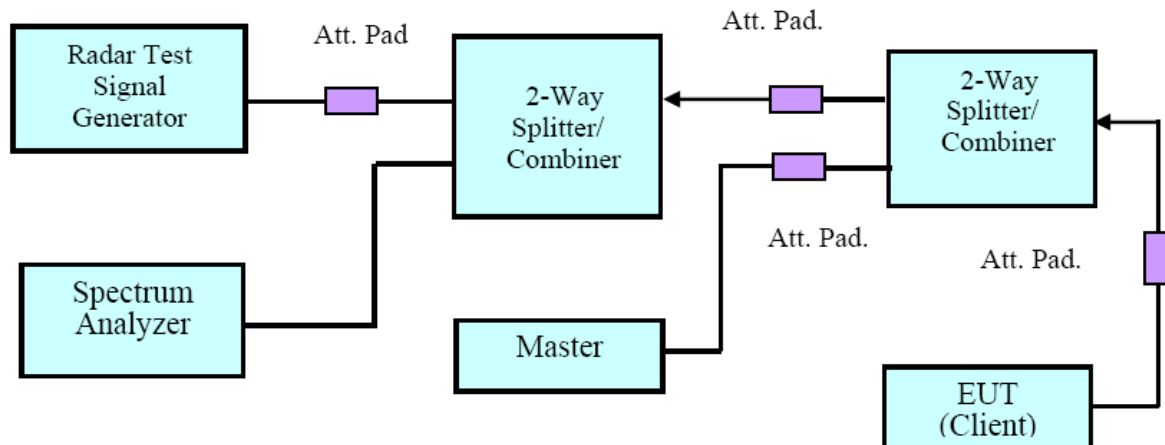 Radar Test
Signal
Generator
Att. Pad
2-Way
Splitter/
Combiner
Att. Pad.
2-Way
Splitter/
Combiner
Att. Pad.
Att. Pad.
Spectrum
Analyzer
Master
EUT
(Client)